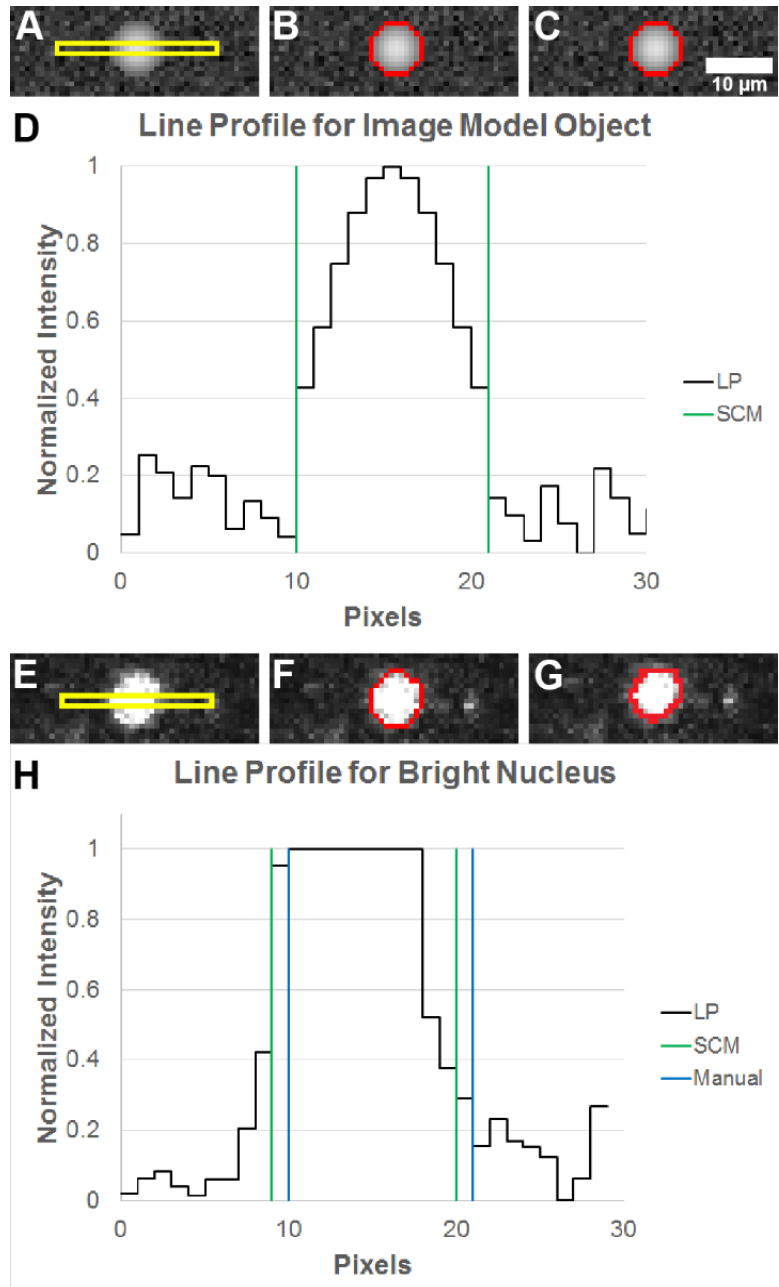 A B C
10 µm
D Line Profile for Image Model Object
Normalized Intensity
1
0.8
0.6
0.4
0.2
0
LP
SCM
0 10 20 30
Pixels
E F G
H Line Profile for Bright Nucleus
Normalized Intensity
1
0.8
0.6
0.4
0.2
0
LP
SCM
Manual
0 10 20 30
Pixels